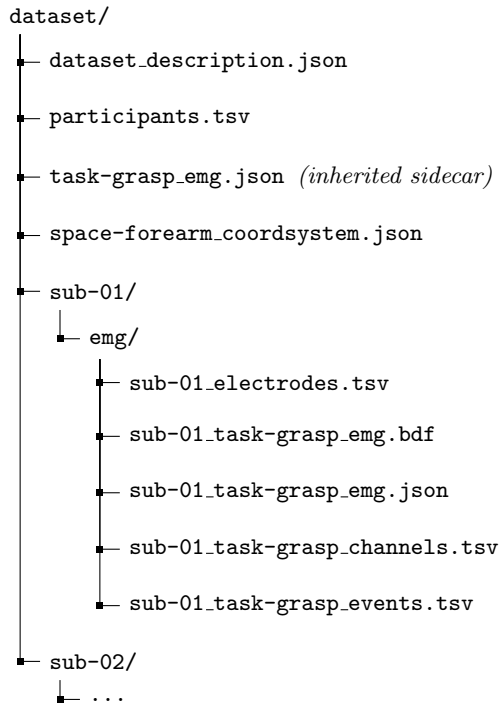 dataset/
dataset_description.json
participants.tsv
task-grasp_emg.json (inherited sidecar)
space-forearm_coordsystem.json
sub-01/
emg/
sub-01_electrodes.tsv
sub-01_task-grasp_emg.bdf
sub-01_task-grasp_emg.json
sub-01_task-grasp_channels.tsv
sub-01_task-grasp_events.tsv
sub-02/
...